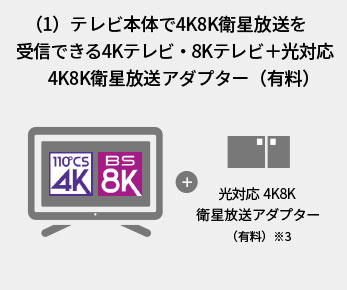 （1）テレビ本体で4K8K衛星放送を
受信できる4Kテレビ・8Kテレビ＋光対応
4K8K衛星放送アダプター（有料）
110°CS
4K
BS
8K
+
光対応 4K8K
衛星放送アダプター
（有料）※3